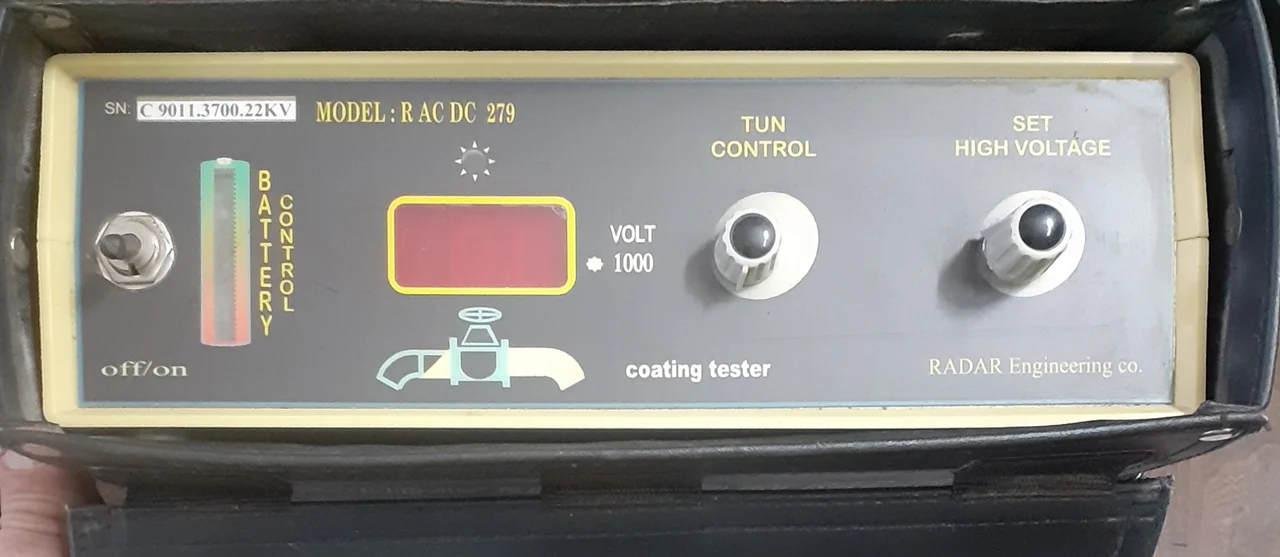 SN: C 9011.3700.22KV
MODEL : R AC DC 279
TUN
CONTROL
SET
HIGH VOLTAGE
BATTERY
CONTROL
VOLT
1000
off/on
coating tester
RADAR Engineering co.